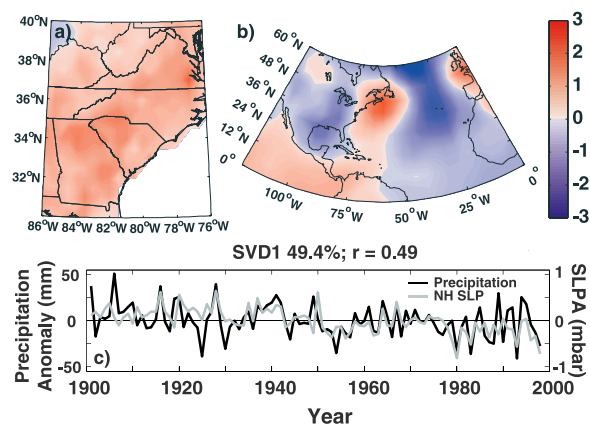 a)
40°N
38°N
36°N
34°N
32°N
86°W 84°W 82°W 80°W 78°W 76°W
b)
60°N
48°N
36°N
24°N
12°N
0°
100°W
75°W
50°W
25°W
0°
3
2
1
0
-1
-2
-3
SVD1 49.4%; r = 0.49
Precipitation
Anomaly (mm)
50
0
-50
Precipitation
NH SLP
c)
1
0
-1
SLPA (mbar)
1900 1920 1940 1960 1980 2000
Year